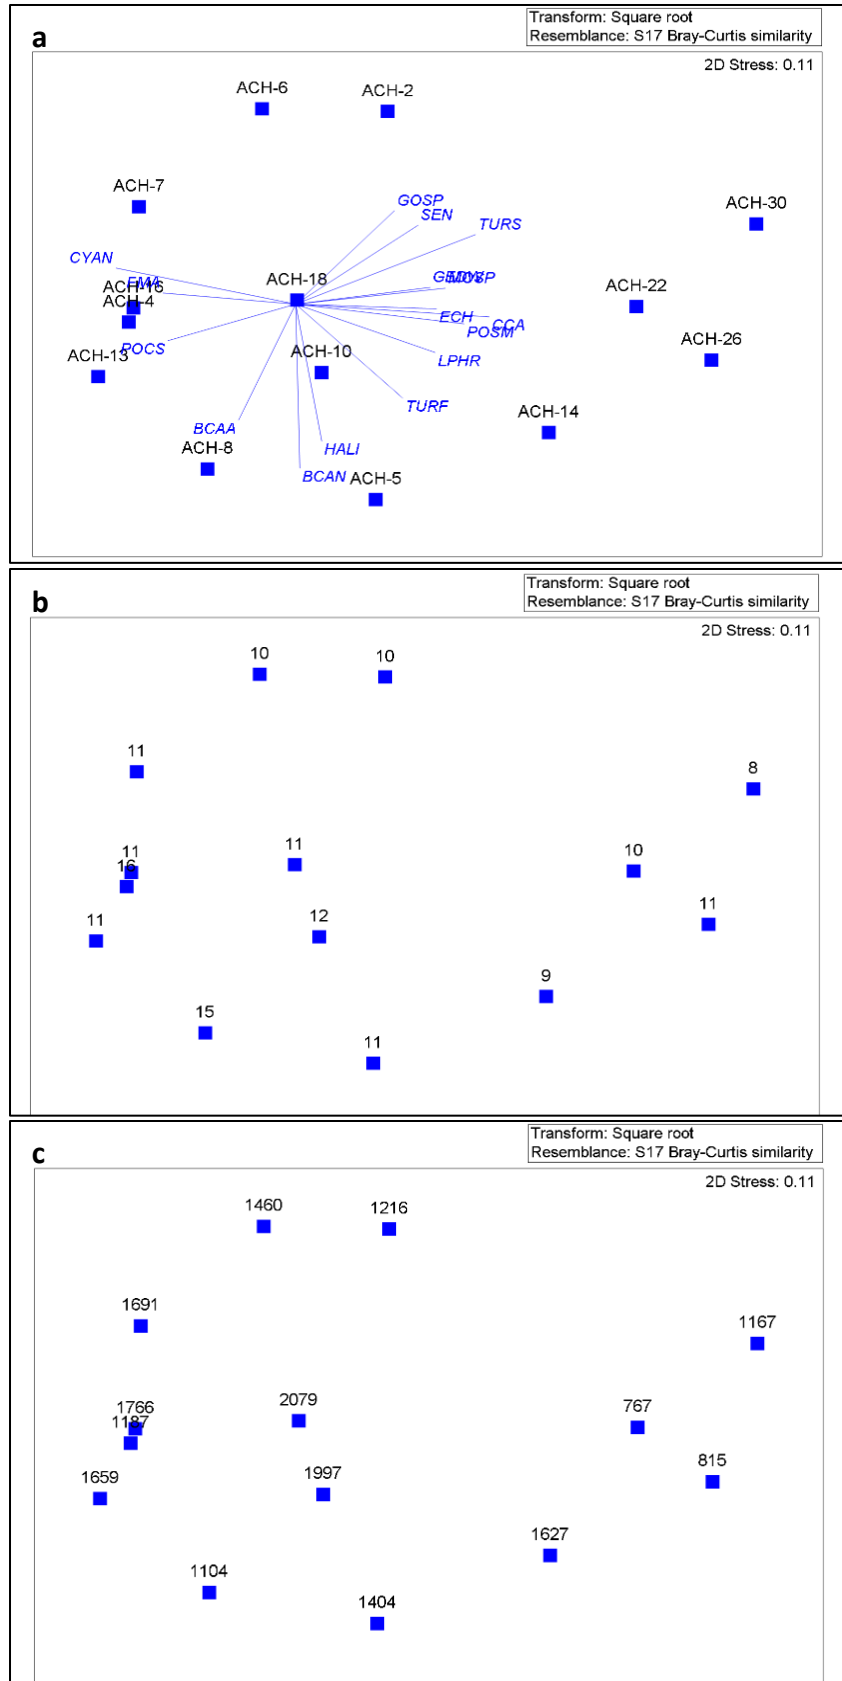 a
Transform: Square root
Resemblance: S17 Bray-Curtis similarity
2D Stress: 0.11
ACH-6
ACH-2
ACH-7
GOSP
SEN
TURS
ACH-30
CYAN
ACH-18
MOSP
ACH-22
EMA
ACH-16
ACH-4
ECH
CCA
POSM
ACH-26
POCS
LPHR
ACH-13
ACH-10
TURF
ACH-14
BCAA
ACH-8
HALI
BCAN
ACH-5
b
Transform: Square root
Resemblance: S17 Bray-Curtis similarity
2D Stress: 0.11
10
10
11
8
11
16
11
10
11
12
11
9
15
11
c
Transform: Square root
Resemblance: S17 Bray-Curtis similarity
2D Stress: 0.11
1460
1216
1691
1167
1766
1187
2079
767
1659
1997
815
1627
1104
1404